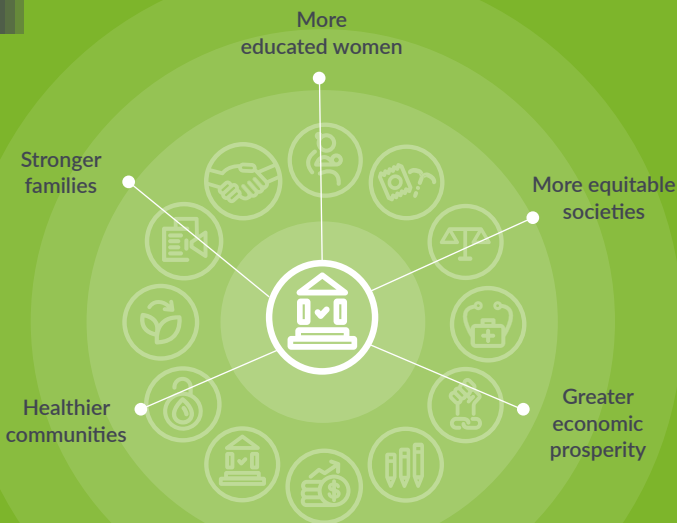 More
educated women
Stronger
families
More equitable
societies
Healthier
communities
Greater
economic
prosperity